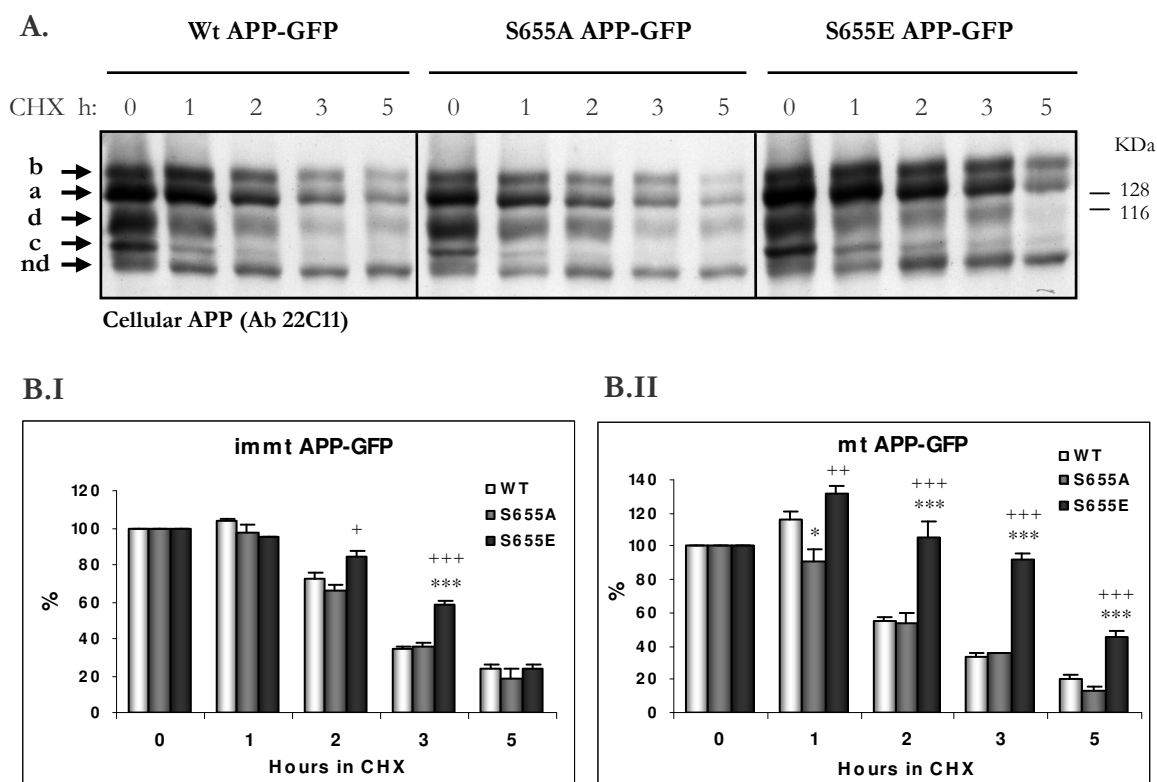 A.
Wt APP-GFP S655A APP-GFP S655E APP-GFP
CHX h: 0 1 2 3 5 0 1 2 3 5 0 1 2 3 5
KDa
b
a
128
d
116
c
nd
Cellular APP (Ab 22C11)
B.I
immt APP-GFP
WT
S655A
S655E
120
100
80
60
40
20
0
%
+
+++
***
0 1 2 3 5
Hours in CHX
B.II
mt APP-GFP
WT
S655A
S655E
140
120
100
80
60
40
20
0
%
*
++
+++
***
+++
***
+++
***
0 1 2 3 5
Hours in CHX